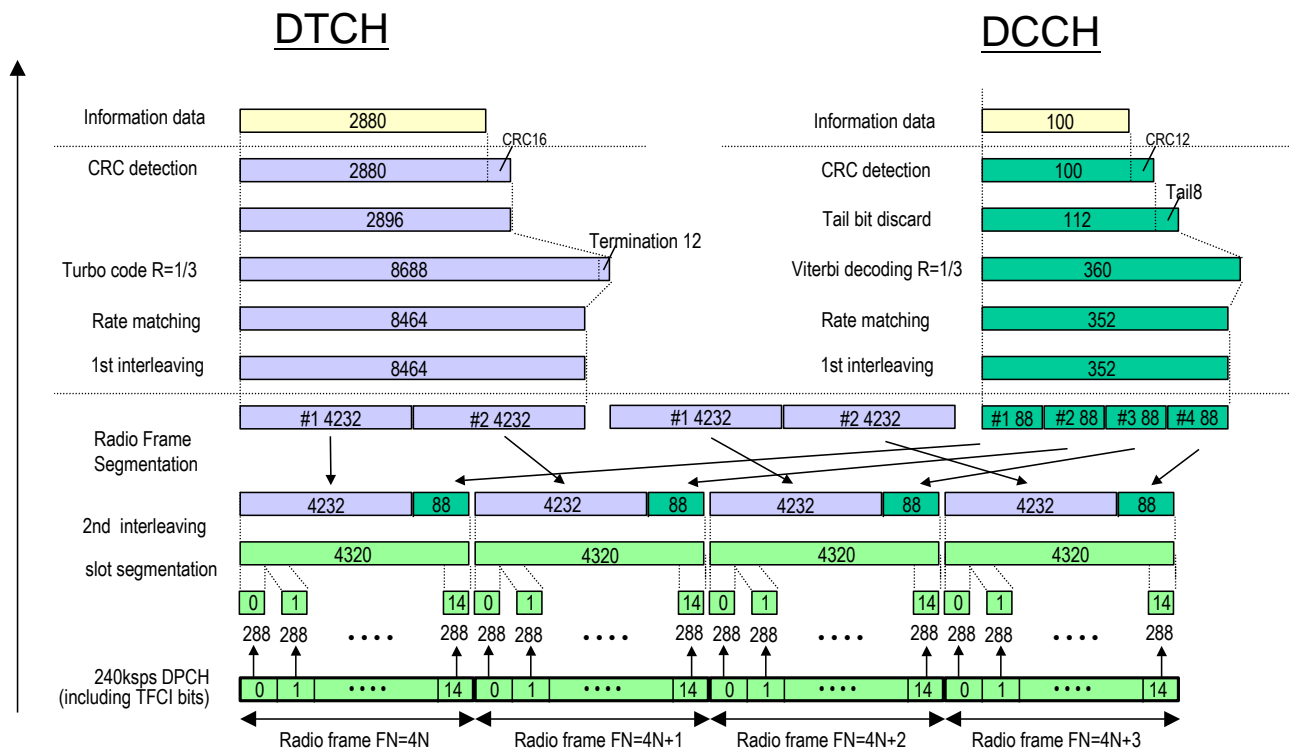 DTCH DCCH
Information data 2880 Information data 100
CRC16 CRC12
CRC detection 2880 CRC detection 100
Tail8
2896 Tail bit discard 112
Termination 12
Turbo code R=1/3 8688 Viterbi decoding R=1/3 360
Rate matching 8464 Rate matching 352
1st interleaving 8464 1st interleaving 352
#1 4232 #2 4232 #1 4232 #2 4232 #1 88 #2 88 #3 88 #4 88
Radio Frame
Segmentation
4232 88 4232 88 4232 88 4232 88
2nd interleaving
4320 4320 4320 4320
slot segmentation
0 1 14 0 1 14 0 1 14 0 1 14
288 288 • • • • 288 288 288 • • • • 288 288 288 • • • • 288 288 288 • • • • 288
240ksps DPCH
(including TFCI bits)
0 1 • • • • 14 0 1 • • • • 14 0 1 • • • • 14 0 1 • • • • 14
Radio frame FN=4N Radio frame FN=4N+1 Radio frame FN=4N+2 Radio frame FN=4N+3